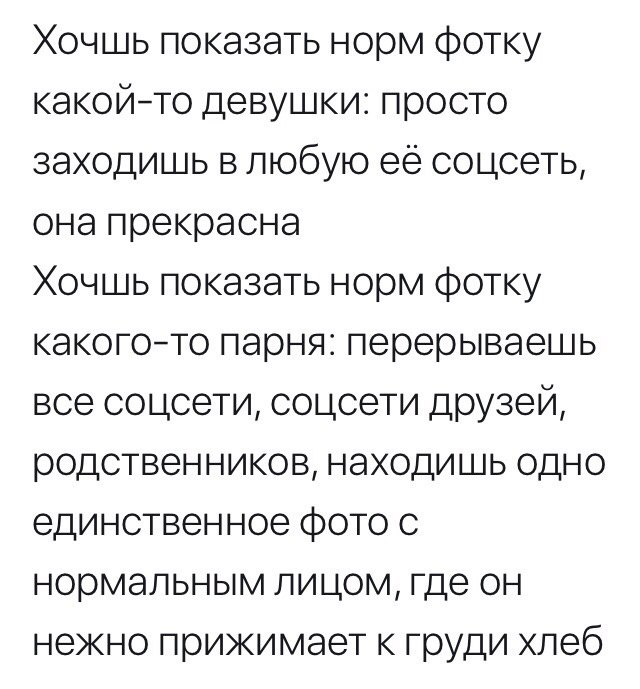 Хочшь показать норм фотку
какой-то девушки: просто
заходишь в любую её соцсеть,
она прекрасна
Хочшь показать норм фотку
какого-то парня: перерываешь
все соцсети, соцсети друзей,
родственников, находишь одно
единственное фото с
нормальным лицом, где он
нежно прижимает к груди хлеб